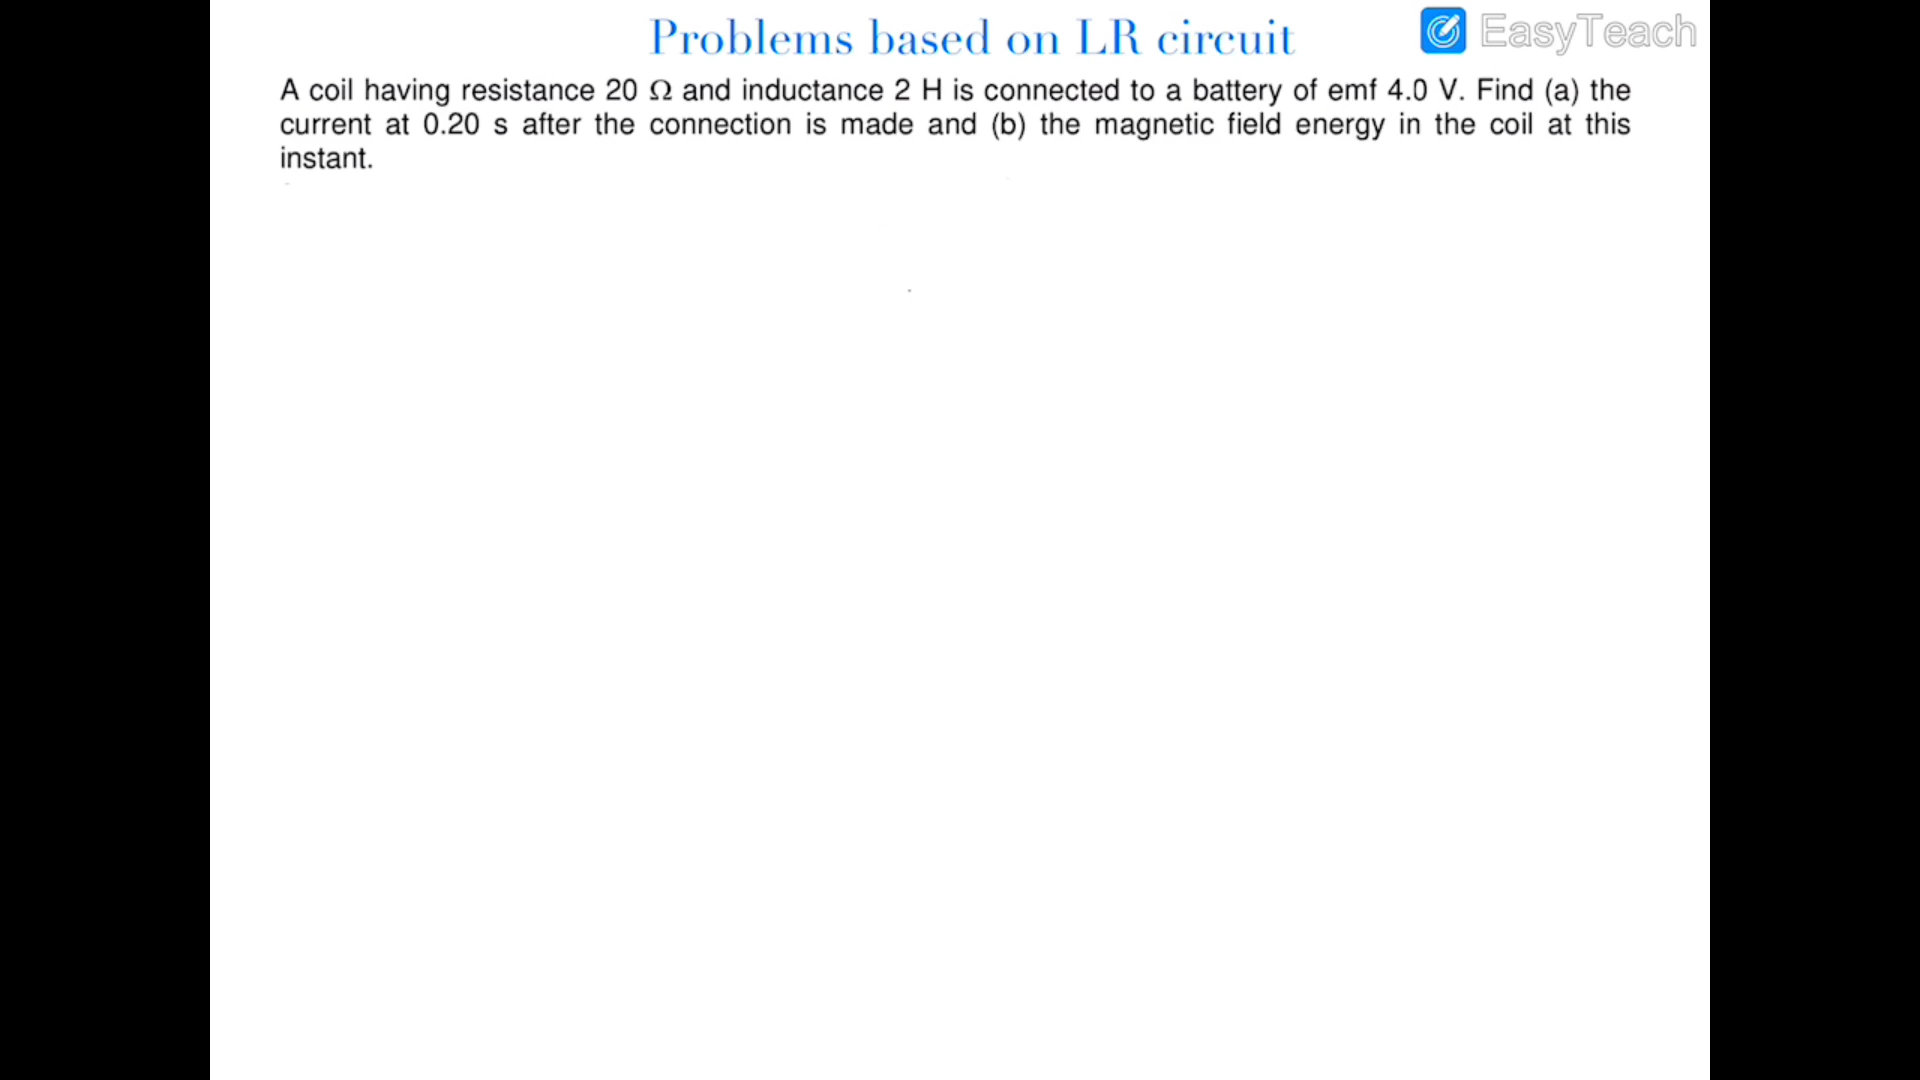 Problems based on LR circuit
EasyTeach
A coil having resistance 20 Ω and inductance 2 H is connected to a battery of emf 4.0 V. Find (a) the
current at 0.20 s after the connection is made and (b) the magnetic field energy in the coil at this
instant.